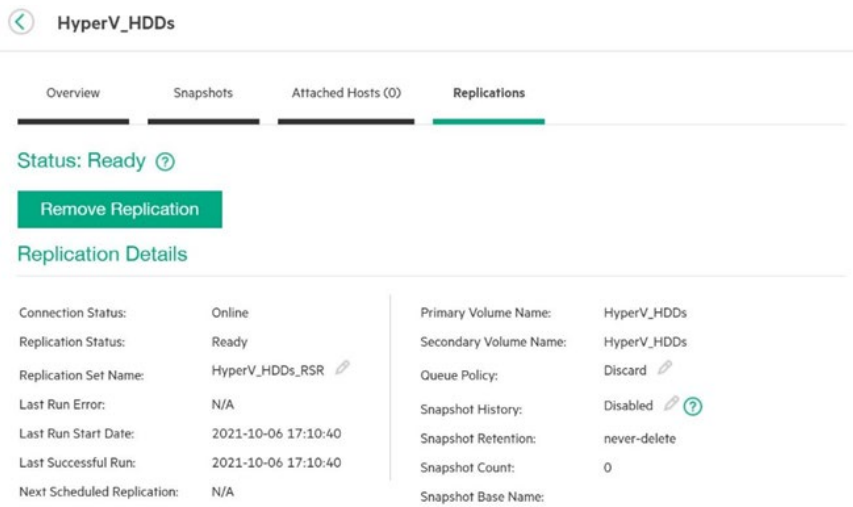 HyperV_HDDs
Overview Snapshots Attached Hosts (0) Replications
Status: Ready ?
Remove Replication
Replication Details
Connection Status: Online
Replication Status: Ready
Replication Set Name: HyperV_HDDs_RSR
Last Run Error: N/A
Last Run Start Date: 2021-10-06 17:10:40
Last Successful Run: 2021-10-06 17:10:40
Next Scheduled Replication: N/A
Primary Volume Name: HyperV_HDDs
Secondary Volume Name: HyperV_HDDs
Queue Policy: Discard
Snapshot History: Disabled ?
Snapshot Retention: never-delete
Snapshot Count: 0
Snapshot Base Name: